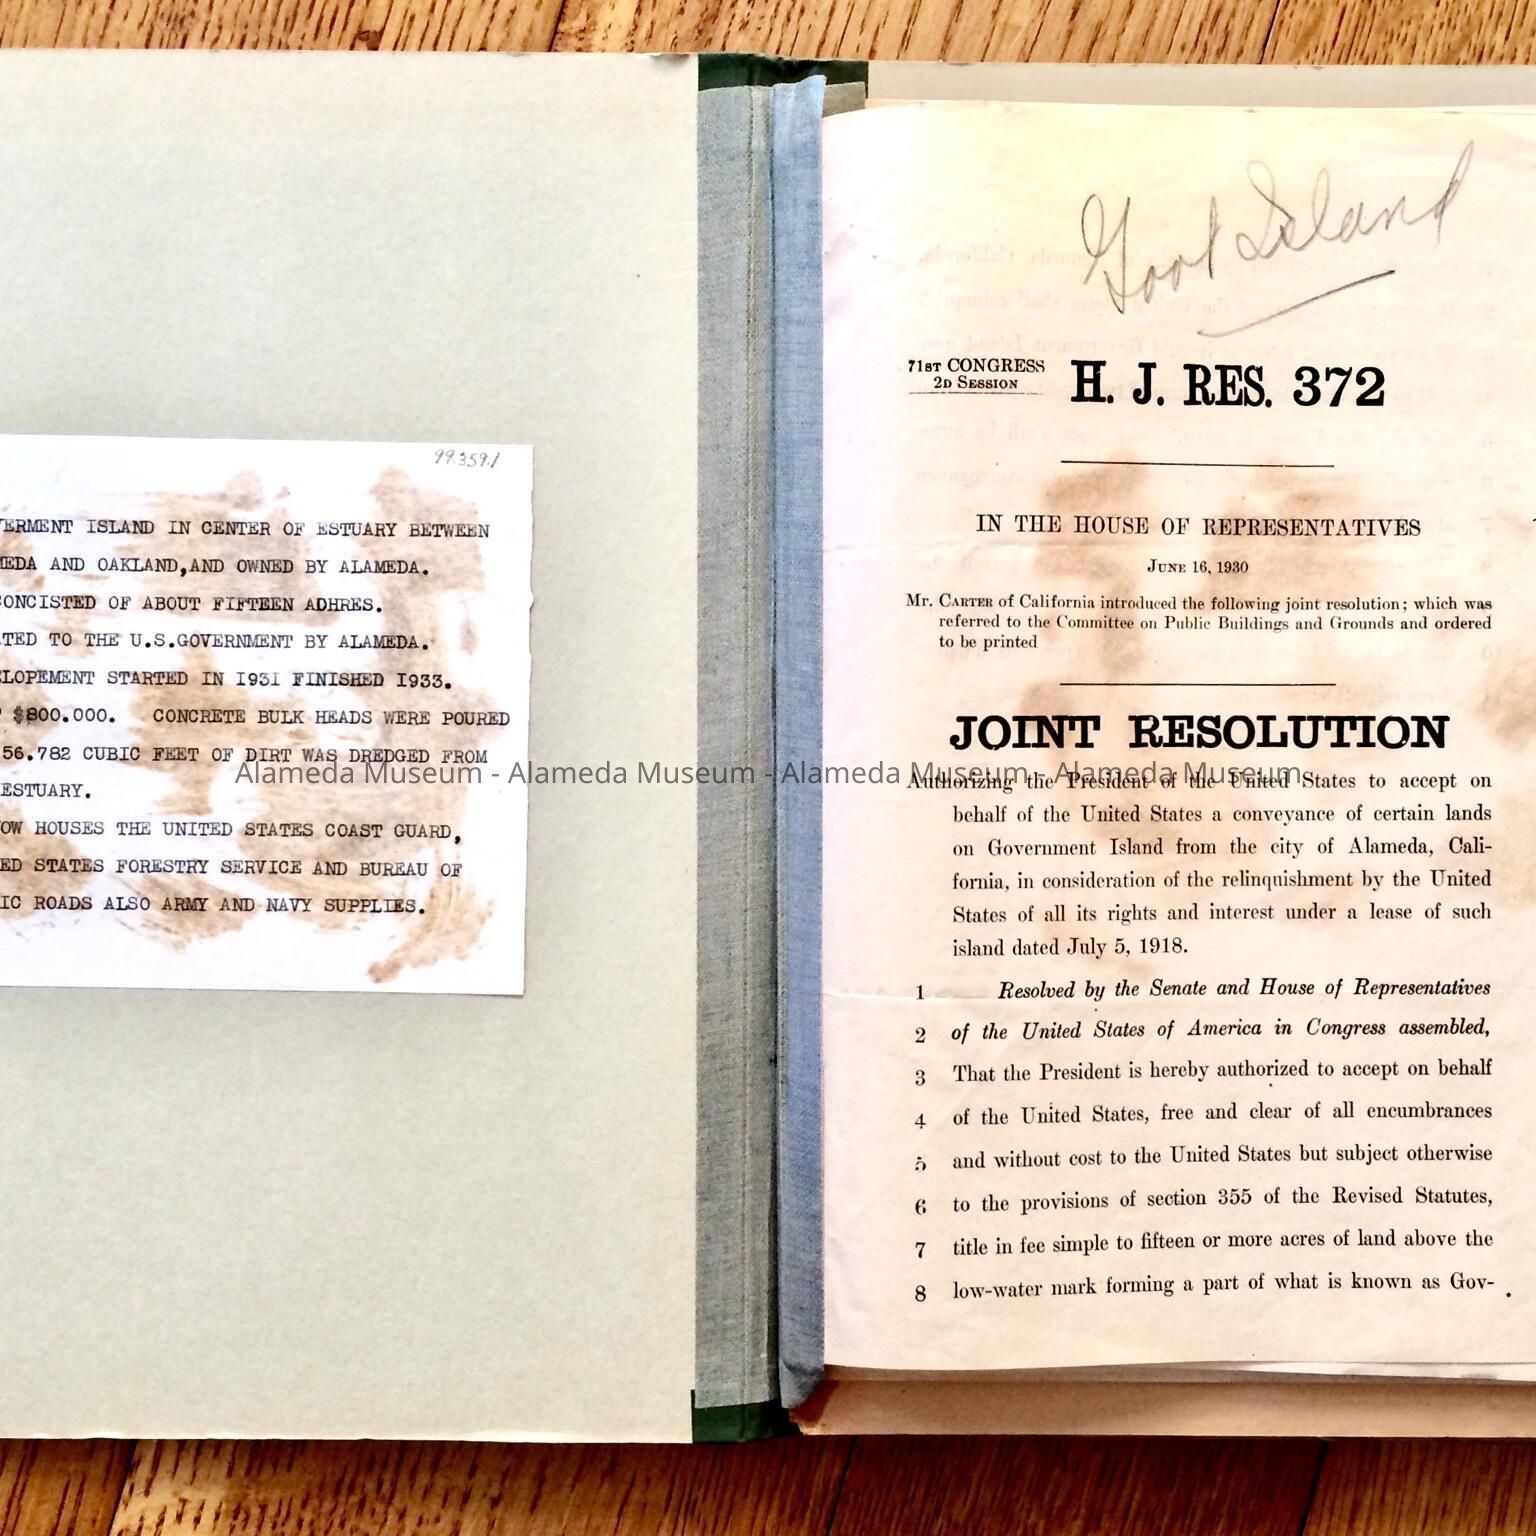 99.359.1
VERMENT ISLAND IN CENTER OF ESTUARY BETWEEN
MEDA AND OAKLAND,AND OWNED BY ALAMEDA.
CONCISTED OF ABOUT FIFTEEN ADHRES.
ATED TO THE U.S.GOVERNMENT BY ALAMEDA.
ELOPEMENT STARTED IN I93I FINISHED I933.
$800.000. CONCRETE BULK HEADS WERE POURED
56.782 CUBIC FEET OF DIRT WAS DREDGED FROM
ESTUARY.
OW HOUSES THE UNITED STATES COAST GUARD,
ED STATES FORESTRY SERVICE AND BUREAU OF
IC ROADS ALSO ARMY AND NAVY SUPPLIES.
Alameda Museum - Alameda Museum - Alameda Museum - Alameda Museum
Govt Island
71ST CONGRESS
2D SESSION
H. J. RES. 372
IN THE HOUSE OF REPRESENTATIVES
JUNE 16, 1930
Mr. CARTER of California introduced the following joint resolution; which was
referred to the Committee on Public Buildings and Grounds and ordered
to be printed
JOINT RESOLUTION
Authorizing the President of the United States to accept on
behalf of the United States a conveyance of certain lands
on Government Island from the city of Alameda, Cali-
fornia, in consideration of the relinquishment by the United
States of all its rights and interest under a lease of such
island dated July 5, 1918.
1 Resolved by the Senate and House of Representatives
2 of the United States of America in Congress assembled,
3 That the President is hereby authorized to accept on behalf
4 of the United States, free and clear of all encumbrances
5 and without cost to the United States but subject otherwise
6 to the provisions of section 355 of the Revised Statutes,
7 title in fee simple to fifteen or more acres of land above the
8 low-water mark forming a part of what is known as Gov-